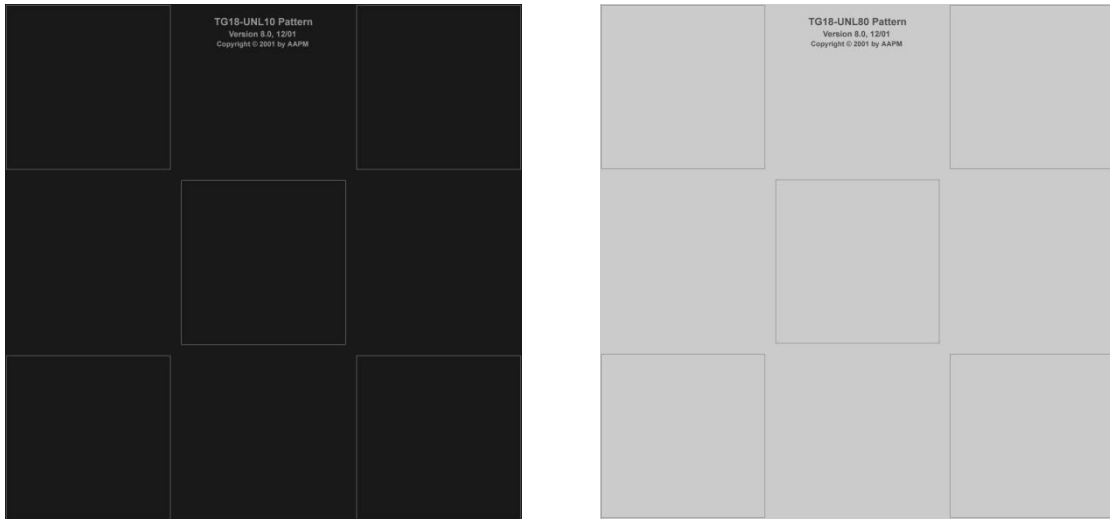 TG18-UNL10 Pattern
Version 8.0, 12/01
Copyright © 2001 by AAPM
TG18-UNL80 Pattern
Version 8.0, 12/01
Copyright © 2001 by AAPM